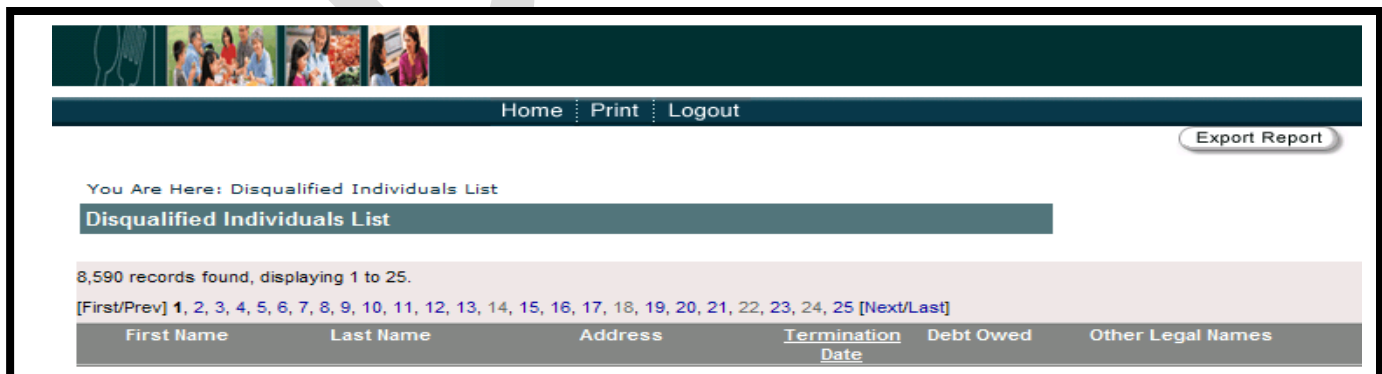 Home Print Logout
Export Report
You Are Here: Disqualified Individuals List
Disqualified Individuals List
8,590 records found, displaying 1 to 25.
[First/Prev] 1, 2, 3, 4, 5, 6, 7, 8, 9, 10, 11, 12, 13, 14, 15, 16, 17, 18, 19, 20, 21, 22, 23, 24, 25 [Next/Last]
First Name Last Name Address Termination Debt Owed Other Legal Names
Date